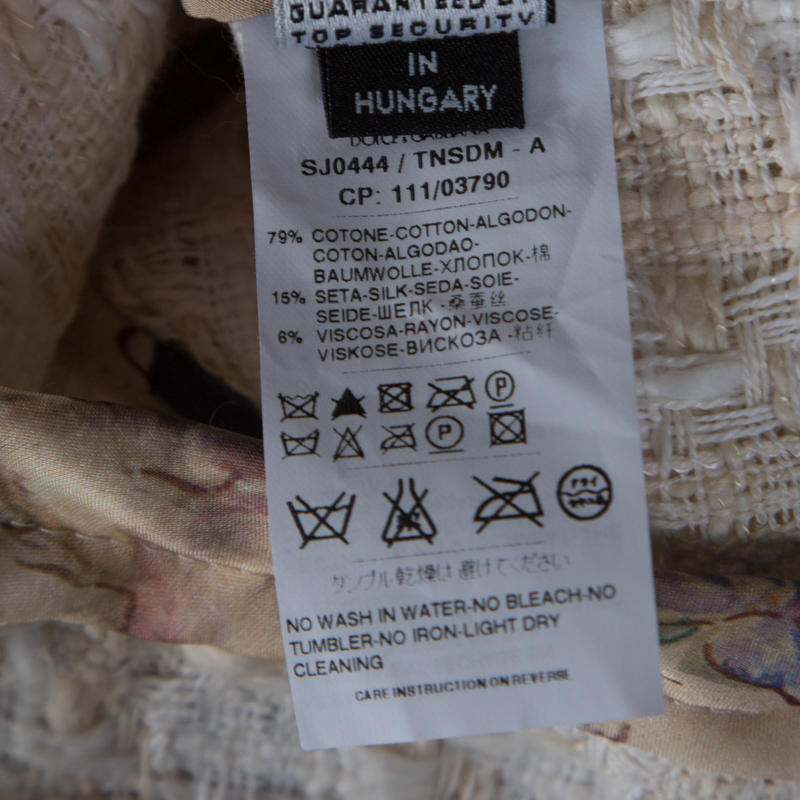 GUARANTEED BY
TOP SECURITY
IN
HUNGARY
SJ0444 / TNSDM - A
CP: 111/03790
79% COTONE-COTTON-ALGODON-
COTON-ALGODAO-
BAUMWOLLE-ХЛОПОК-棉
15% SETA-SILK-SEDA-SOIE-
SEIDE-ШЕЛК -桑蚕丝
6% VISCOSA-RAYON-VISCOSE-
VISKOSE-ВИСКОЗА -粘纤
P
P
ドライ
タンブル乾燥は避けてください
NO WASH IN WATER-NO BLEACH-NO
TUMBLER-NO IRON-LIGHT DRY
CLEANING
CARE INSTRUCTION ON REVERSE